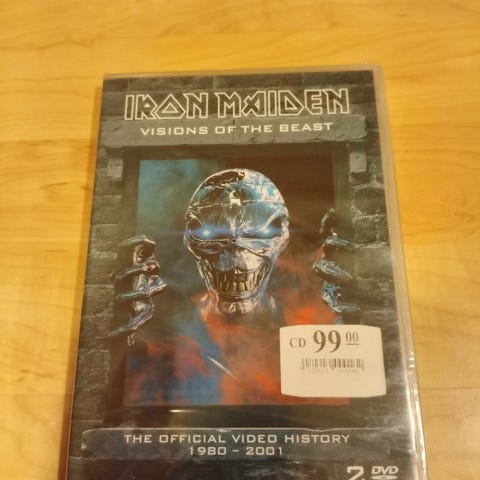 IRON MAIDEN
VISIONS OF THE BEAST
CD 99 00
THE OFFICIAL VIDEO HISTORY
1980 - 2001
2 DVD